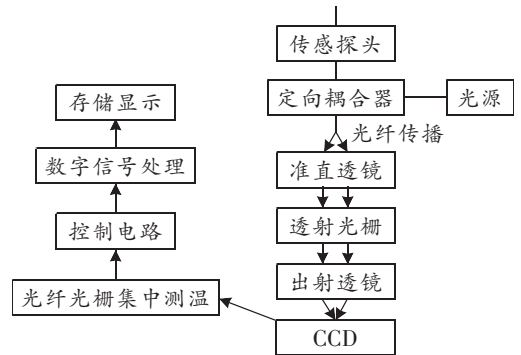 传感探头
定向耦合器
光源
光纤传播
准直透镜
透射光栅
出射透镜
CCD
光纤光栅集中测温
控制电路
数字信号处理
存储显示